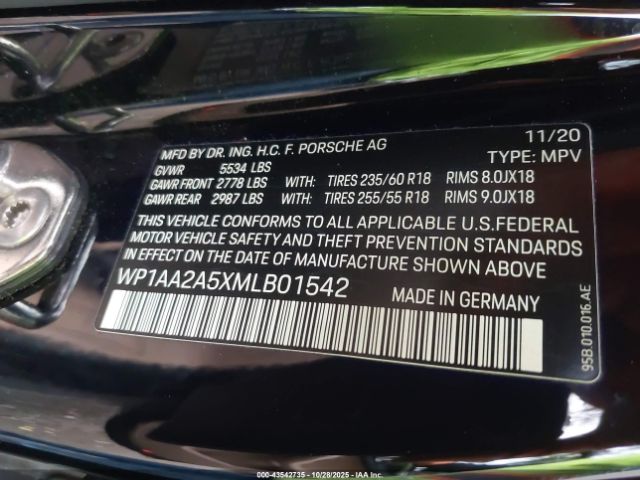 MFD BY DR. ING. H.C. F. PORSCHE AG 11/20
GVWR 5534 LBS TYPE: MPV
GAWR FRONT 2778 LBS WITH: TIRES 235/60 R18 RIMS 8.0JX18
GAWR REAR 2987 LBS WITH: TIRES 255/55 R18 RIMS 9.0JX18
THIS VEHICLE CONFORMS TO ALL APPLICABLE U.S.FEDERAL
MOTOR VEHICLE SAFETY AND THEFT PREVENTION STANDARDS
IN EFFECT ON THE DATE OF MANUFACTURE SHOWN ABOVE
WP1AA2A5XMLB01542 MADE IN GERMANY
95B.010.016.AE
000-43542735 - 10/28/2025 - IAA Inc.